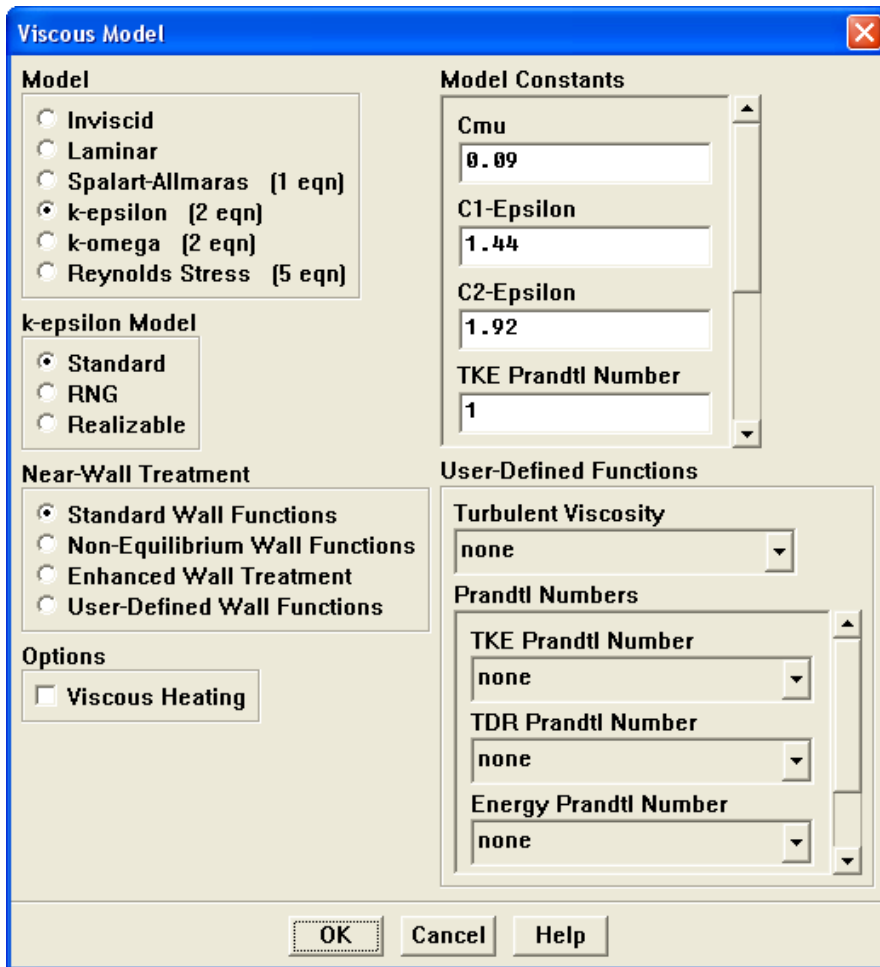 Viscous Model
Model
Inviscid
Laminar
Spalart-Allmaras (1 eqn)
k-epsilon (2 eqn)
k-omega (2 eqn)
Reynolds Stress (5 eqn)
k-epsilon Model
Standard
RNG
Realizable
Near-Wall Treatment
Standard Wall Functions
Non-Equilibrium Wall Functions
Enhanced Wall Treatment
User-Defined Wall Functions
Options
Viscous Heating
Model Constants
Cmu
0.09
C1-Epsilon
1.44
C2-Epsilon
1.92
TKE Prandtl Number
1
User-Defined Functions
Turbulent Viscosity
none
Prandtl Numbers
TKE Prandtl Number
none
TDR Prandtl Number
none
Energy Prandtl Number
none
OK Cancel Help